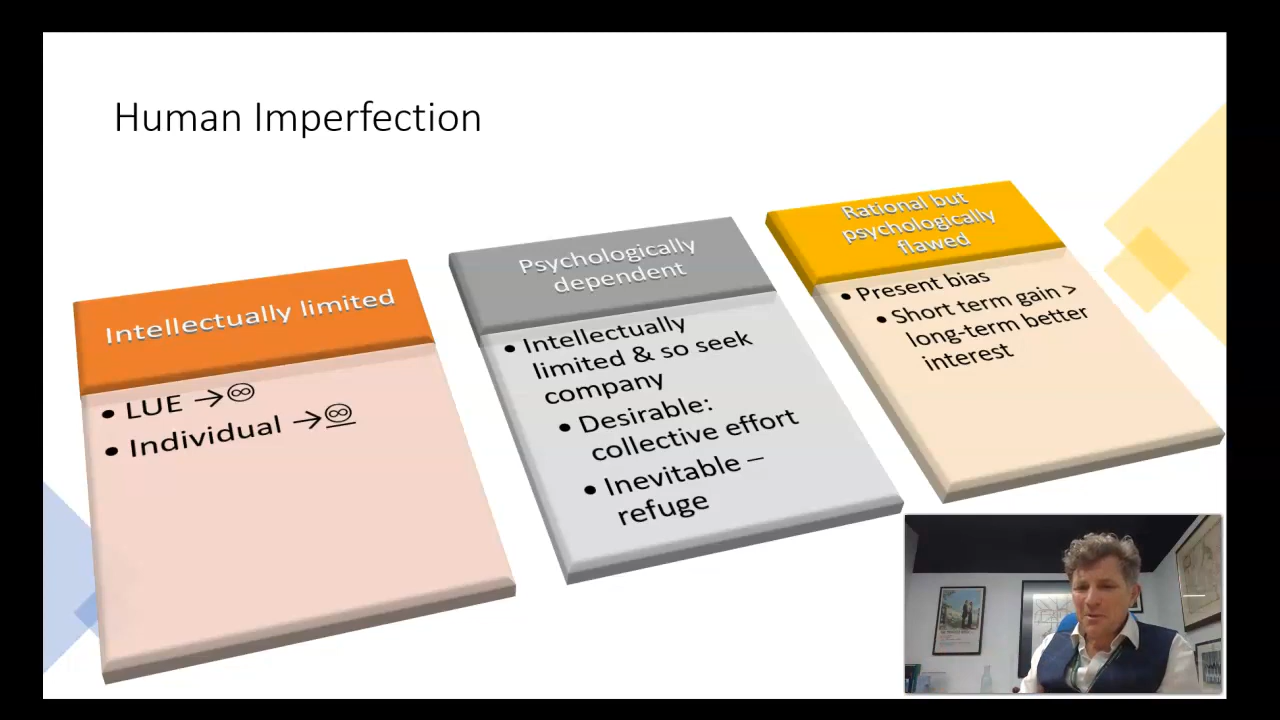 Human Imperfection
Intellectually limited
• LUE →♾
• Individual →♾
Psychologically
dependent
• Intellectually
limited & so seek
company
• Desirable:
collective effort
• Inevitable –
refuge
Rational but
psychologically
flawed
• Present bias
• Short term gain >
long-term better
interest